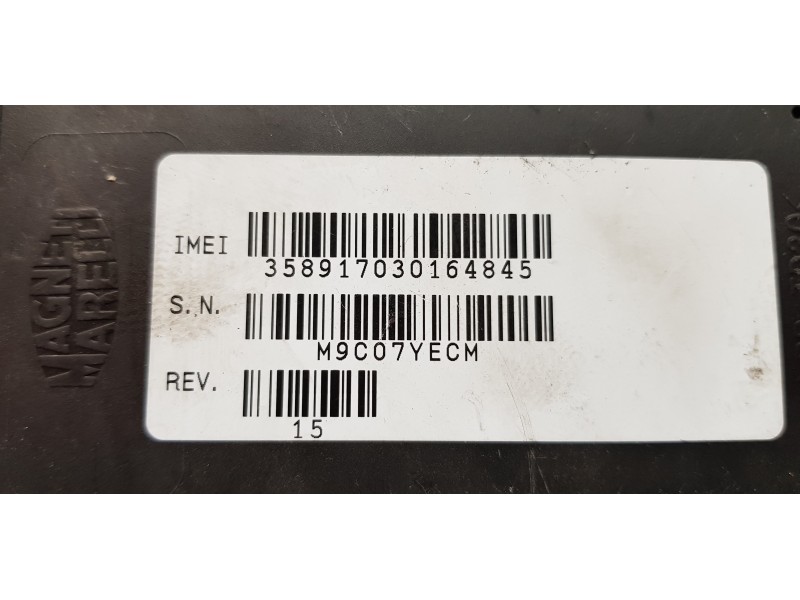 MAGNETI
MARELLI
IMEI
358917030164845
S.N.
M9C07YECM
REV.
15